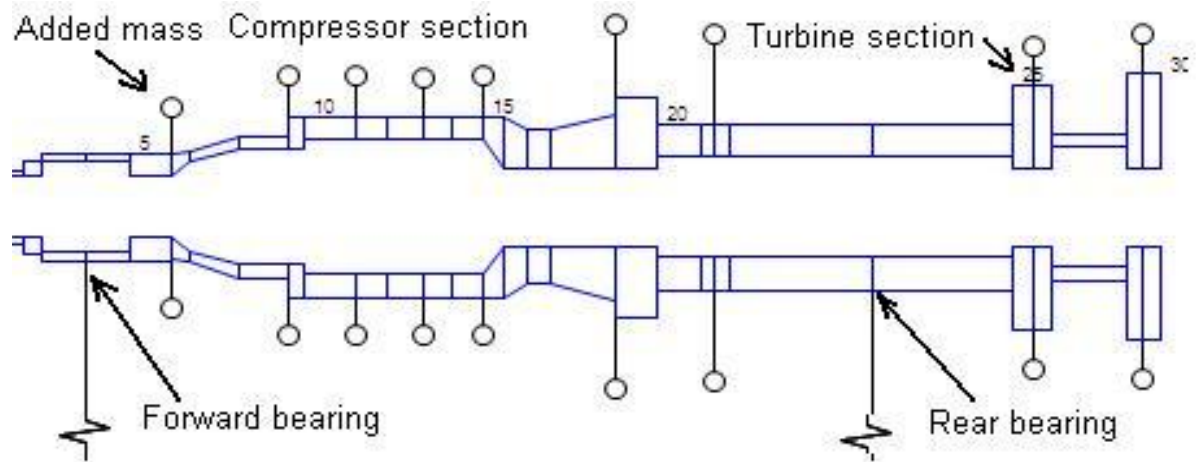 Added mass
Compressor section
Turbine section
5
10
15
20
25
30
Forward bearing
Rear bearing